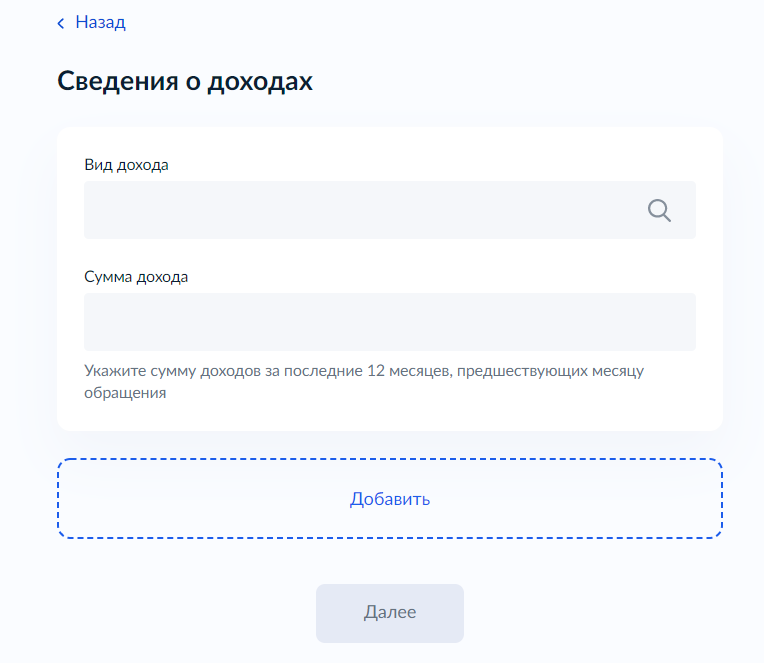 Назад
Сведения о доходах
Вид дохода
Сумма дохода
Укажите сумму доходов за последние 12 месяцев, предшествующих месяцу
обращения
Добавить
Далее